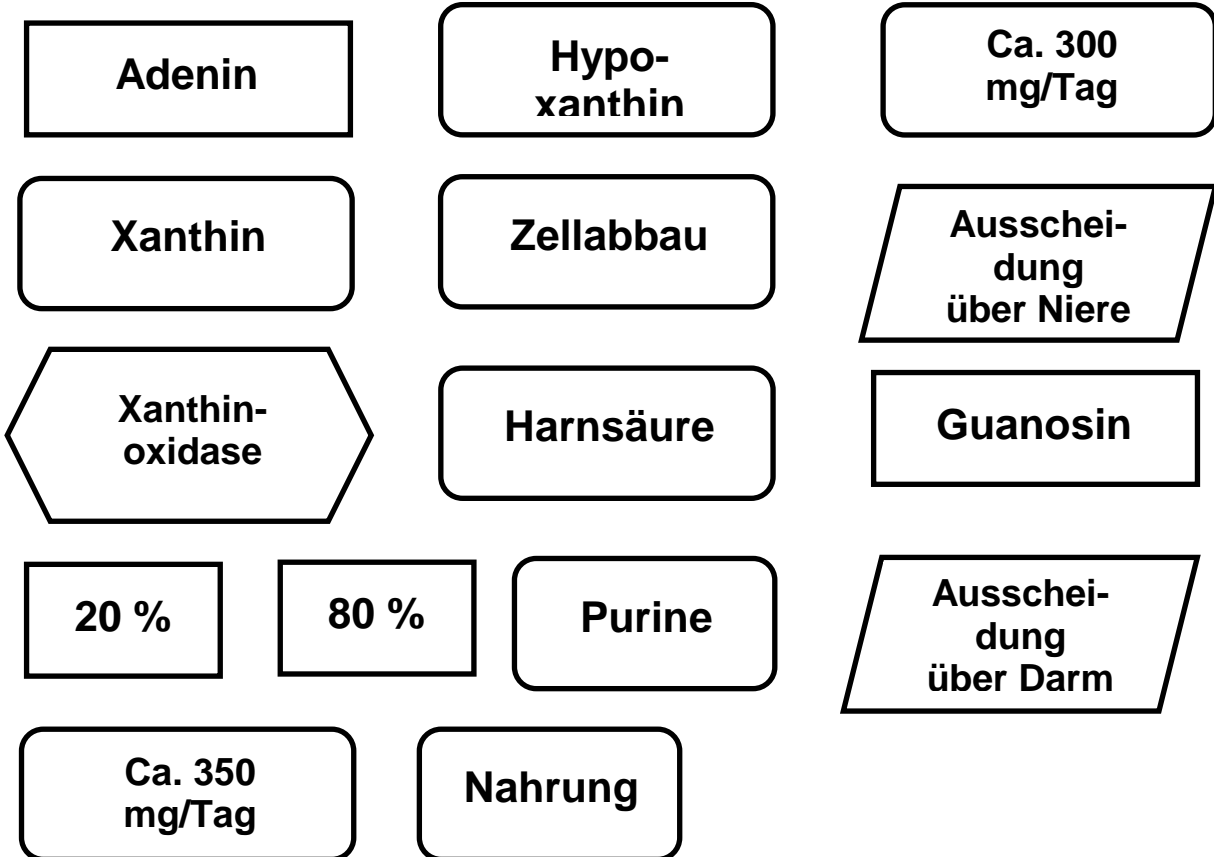 Adenin
Hypo-
xanthin
Ca. 300
mg/Tag
Xanthin
Zellabbau
Ausschei-
dung
über Niere
Xanthin-
oxidase
Harnsäure
Guanosin
20 %
80 %
Purine
Ausschei-
dung
über Darm
Ca. 350
mg/Tag
Nahrung